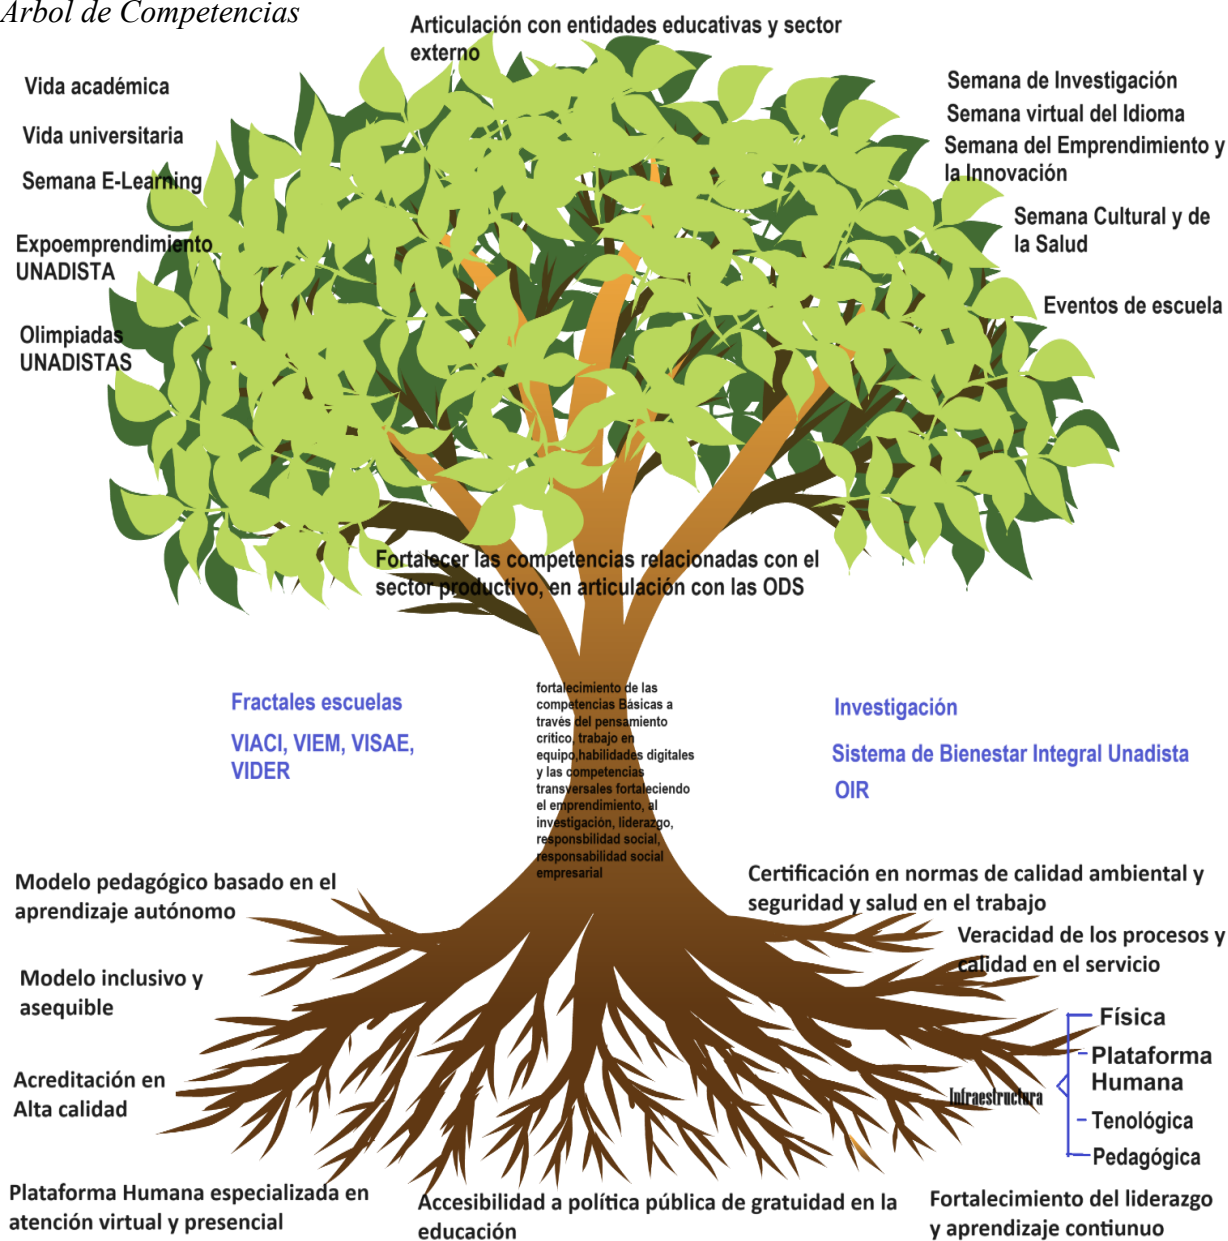 Arbol de Competencias
Articulación con entidades educativas y sector
externo
Vida académica
Vida universitaria
Semana E-Learning
Expoemprendimiento
UNADISTA
Olimpiadas
UNADISTAS
Semana de Investigación
Semana virtual del Idioma
Semana del Emprendimiento y
la Innovación
Semana Cultural y de
la Salud
Eventos de escuela
Fortalecer las competencias relacionadas con el
sector productivo, en articulación con las ODS
Fractales escuelas
VIACI, VIEM, VISAE,
VIDER
fortalecimiento de las
competencias Básicas a
través del pensamiento
crítico, trabajo en
equipo,habilidades digitales
y las competencias
transversales fortaleciendo
el emprendimiento, al
investigación, liderazgo,
responsbilidad social,
responsabilidad social
empresarial
Investigación
Sistema de Bienestar Integral Unadista
OIR
Modelo pedagógico basado en el
aprendizaje autónomo
Modelo inclusivo y
asequible
Acreditación en
Alta calidad
Plataforma Humana especializada en
atención virtual y presencial
Accesibilidad a política pública de gratuidad en la
educación
Certificación en normas de calidad ambiental y
seguridad y salud en el trabajo
Veracidad de los procesos y
calidad en el servicio
Infraestructura
Física
Plataforma
Humana
Tenológica
Pedagógica
Fortalecimiento del liderazgo
y aprendizaje contiunuo